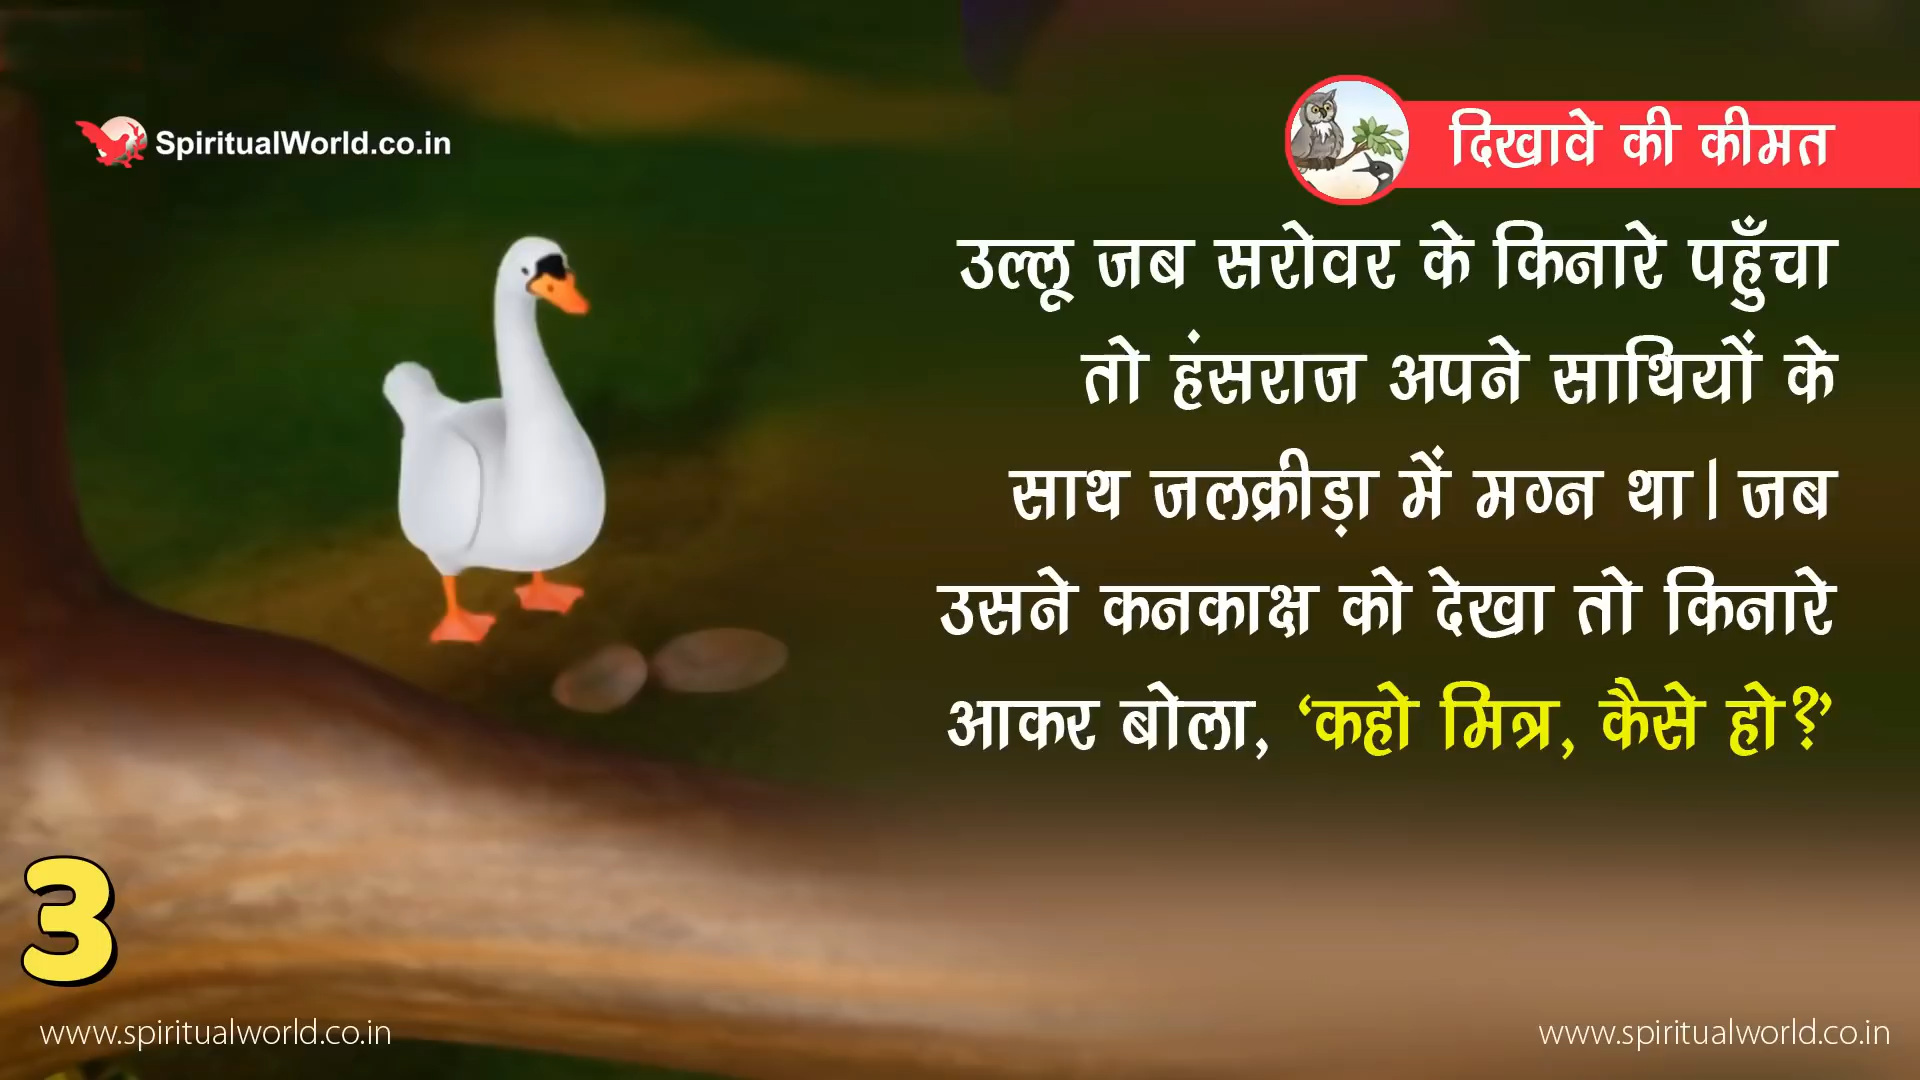 SpiritualWorld.co.in
दिखावे की कीमत
उल्लू जब सरोवर के किनारे पहुँचा
तो हंसराज अपने साथियों के
साथ जलक्रीड़ा में मग्न था। जब
उसने कनकाक्ष को देखा तो किनारे
आकर बोला, ‘कहो मित्र, कैसे हो?’
3
www.spiritualworld.co.in
www.spiritualworld.co.in